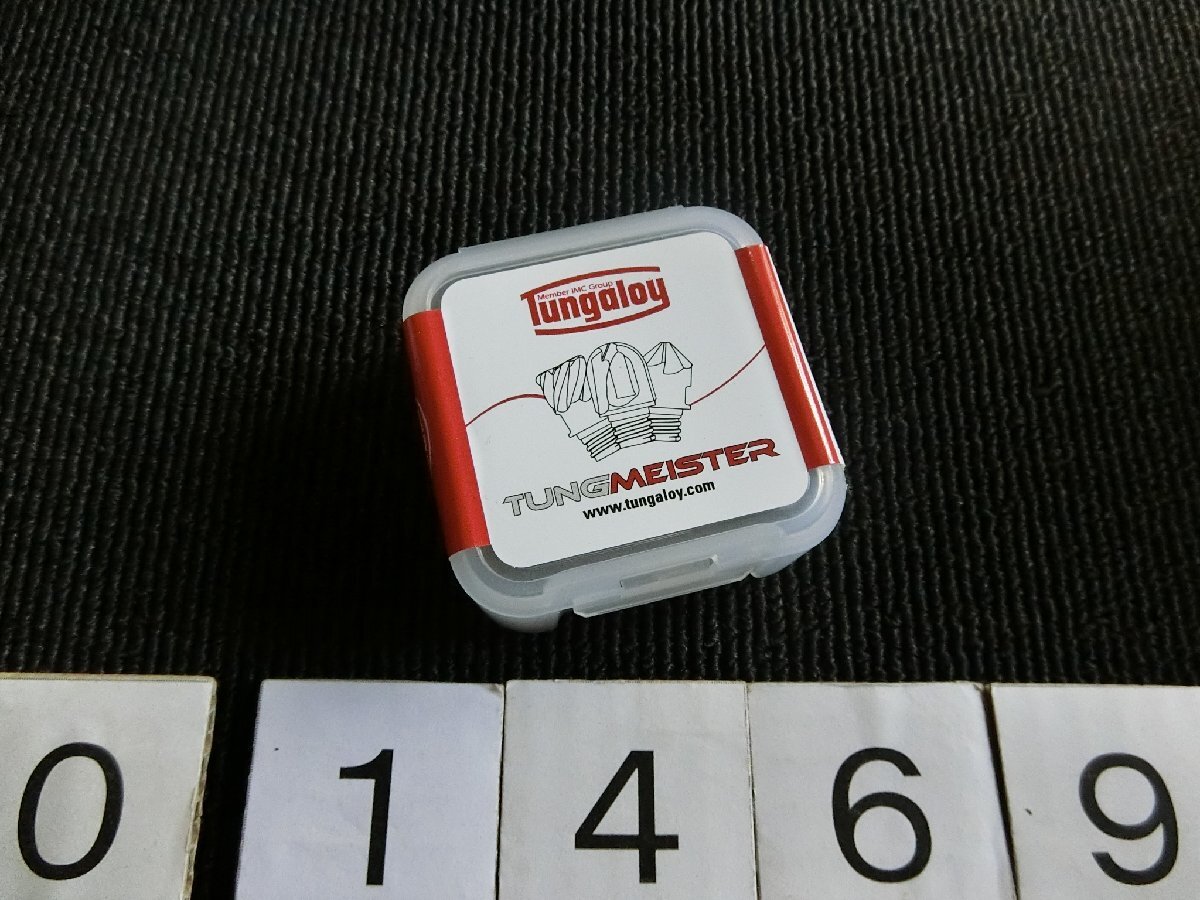 Member IMC Group
Tungaloy
TUNGMEISTER
www.tungaloy.com
0 1 4 6 9